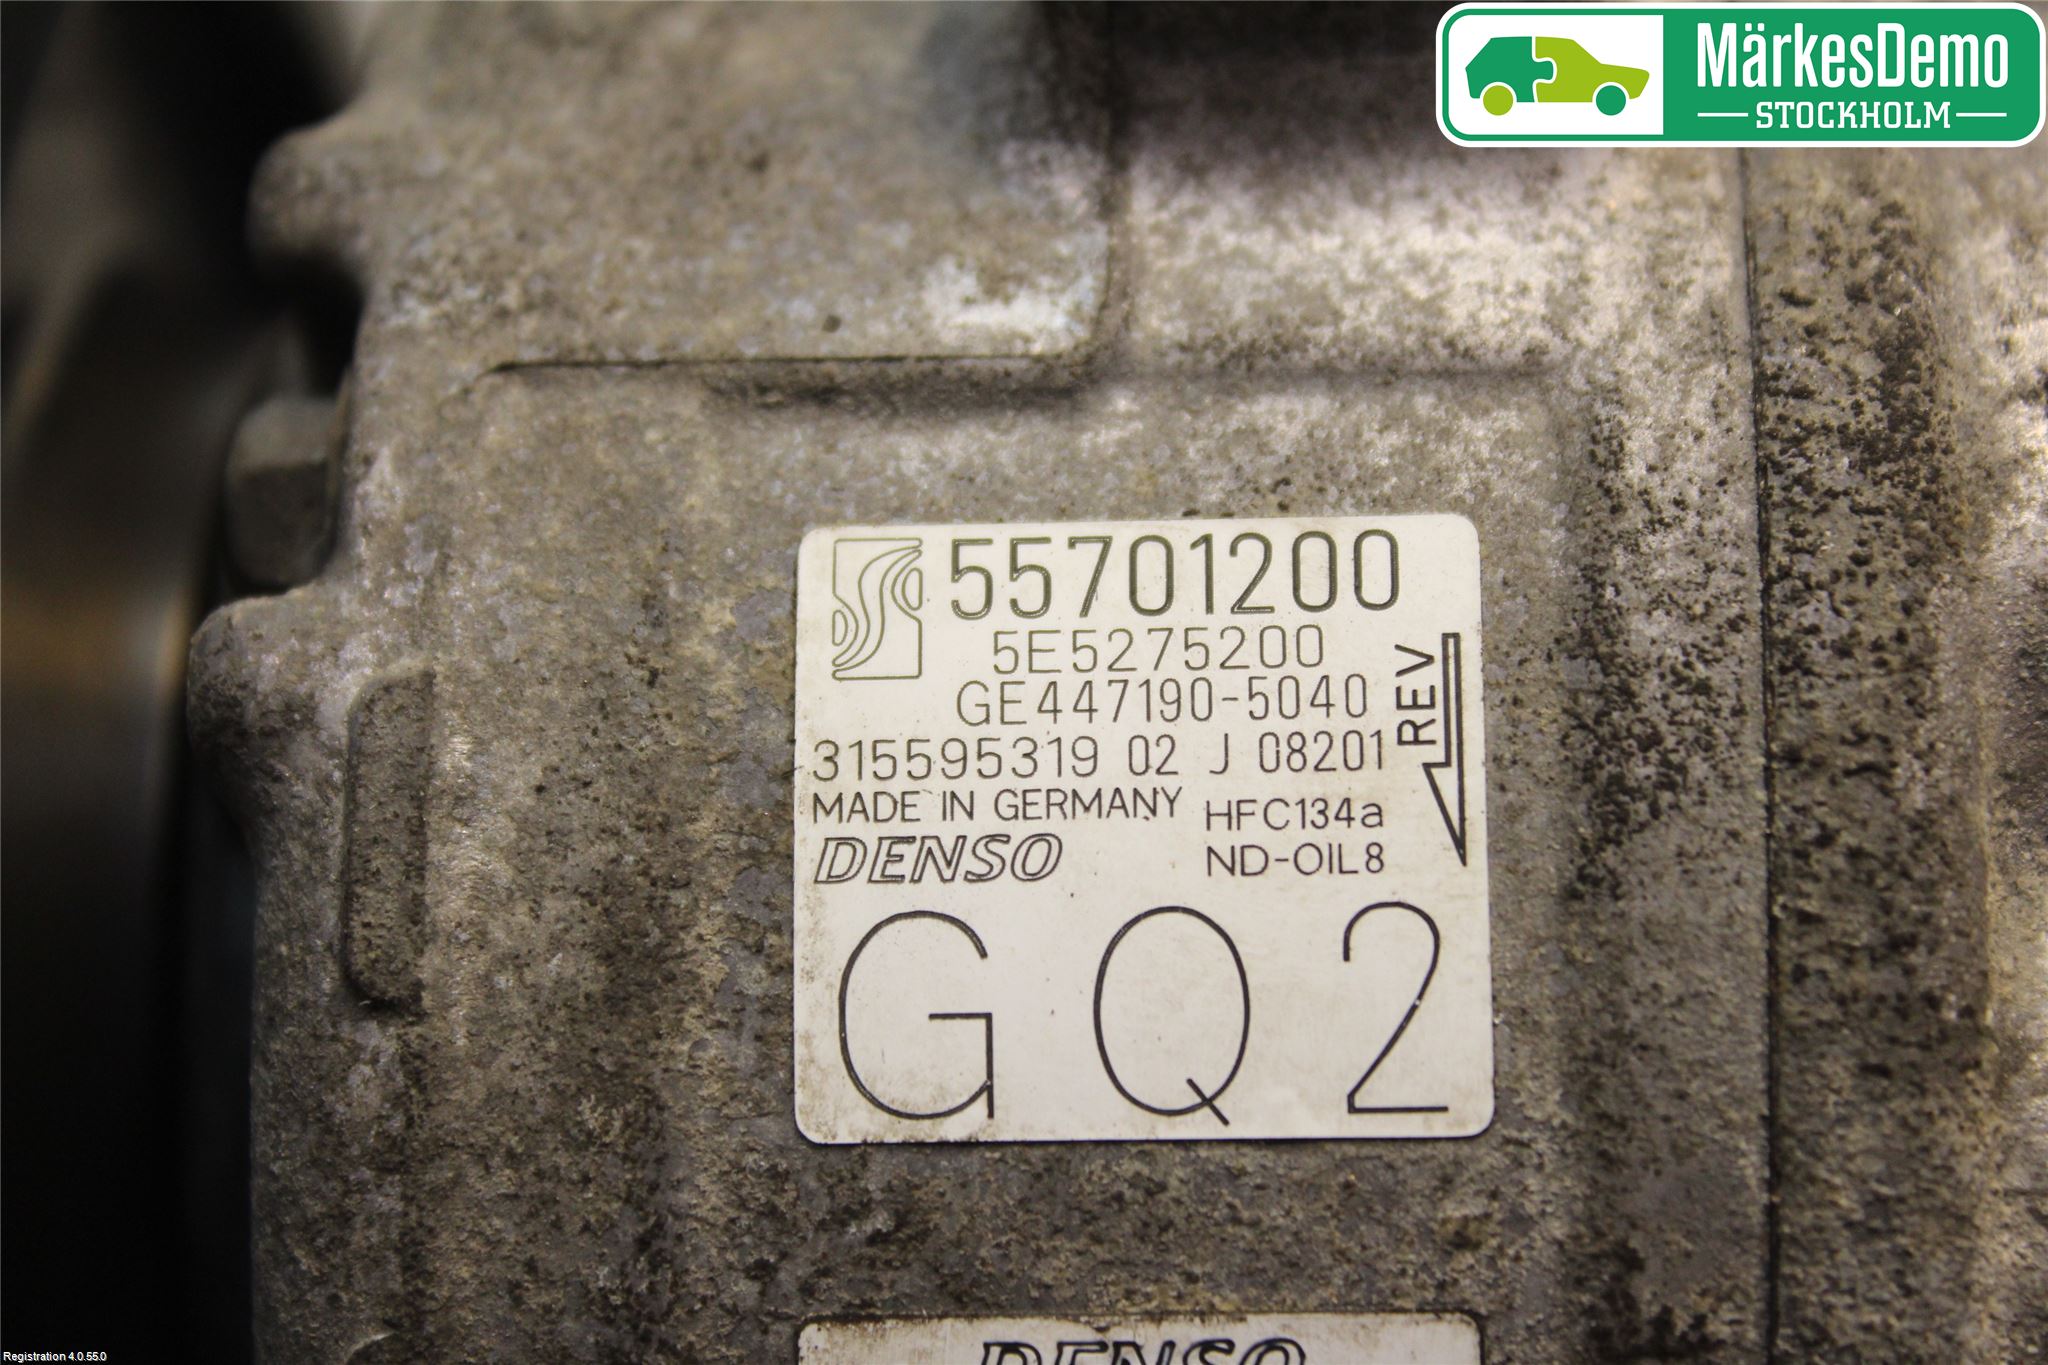 MärkesDemo
STOCKHOLM
55701200
5E5275200
GE447190-5040
REV
315595319 02 J 08201
MADE IN GERMANY HFC134a
DENSO ND-OIL8
GQ2
DENSO
Registration 4.0.55.0